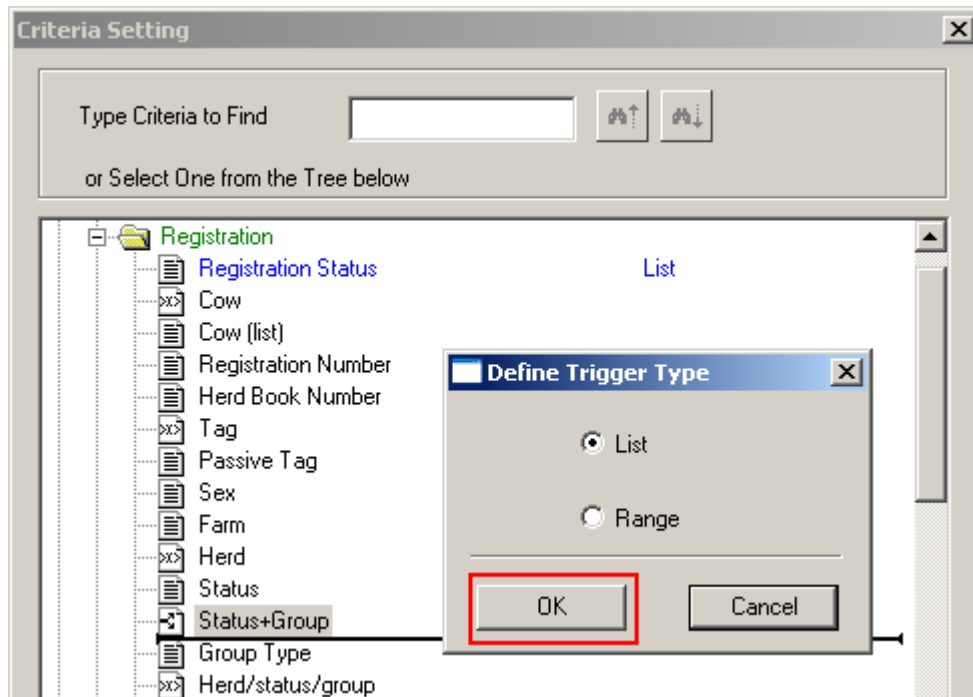 Criteria Setting
Type Criteria to Find
or Select One from the Tree below
Registration
Registration Status List
Cow
Cow (list)
Registration Number
Herd Book Number
Tag
Passive Tag
Sex
Farm
Herd
Status
Status+Group
Group Type
Herd/status/group
Define Trigger Type
List
Range
OK Cancel